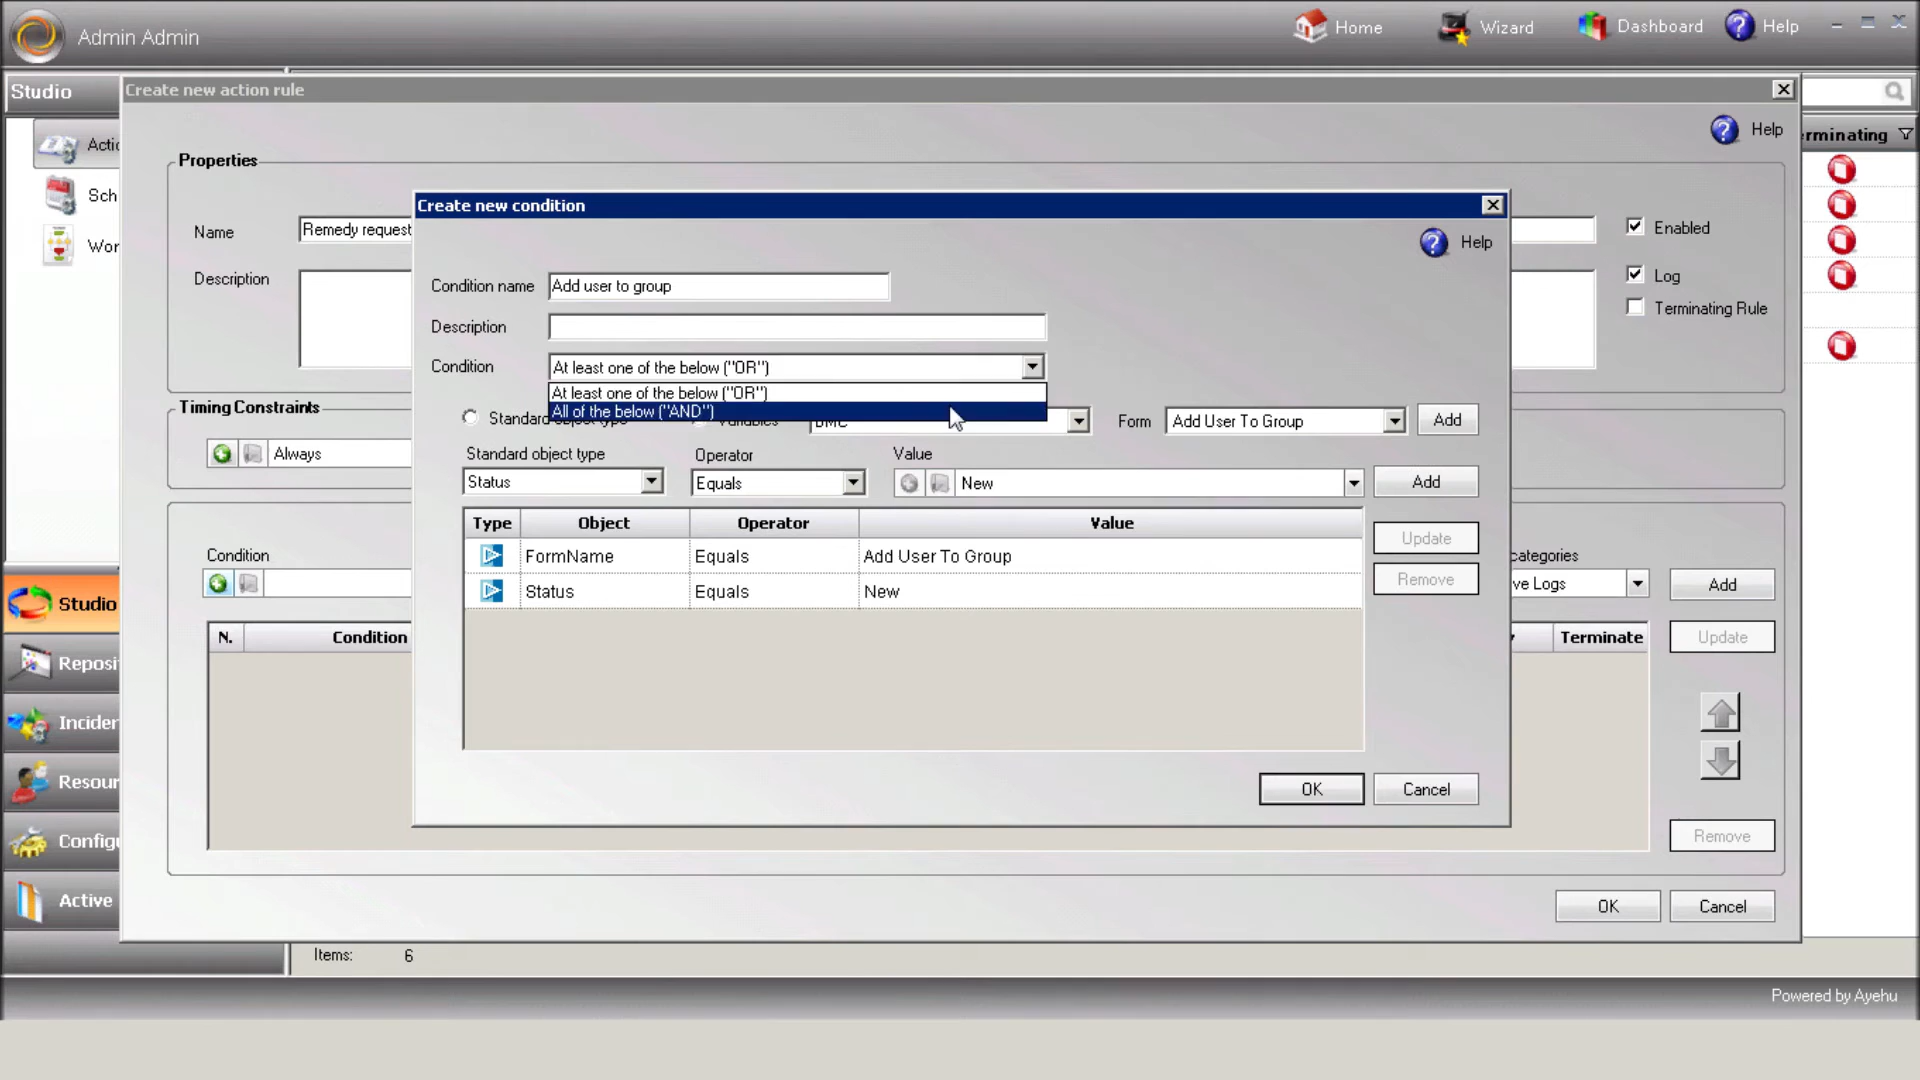 Admin Admin
Home
Wizard
Dashboard
Help
Studio
Create new action rule
Help
Actio
Sch
Wor
erminating
Properties
Name
Remedy request
Enabled
Description
Log
Terminating Rule
Create new condition
Help
Condition name
Add user to group
Description
Condition
At least one of the below ("OR")
At least one of the below ("OR")
All of the below ("AND")
Form
Add User To Group
Add
Standard object type
Operator
Value
Status
Equals
New
Add
Type
Object
Operator
Value
FormName
Equals
Add User To Group
Status
Equals
New
Update
Remove
OK
Cancel
Timing Constraints
Always
Condition
categories
ve Logs
Add
N.
Condition
Terminate
Update
Remove
OK
Cancel
Studio
Reposi
Inciden
Resour
Configu
Active
Items:
6
Powered by Ayehu